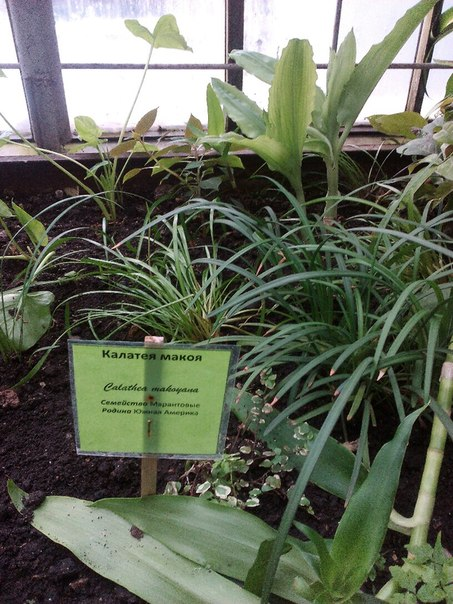 Калатея макоя
Calathea makoyana
Семейство Марантовые
Родина Южная Америка